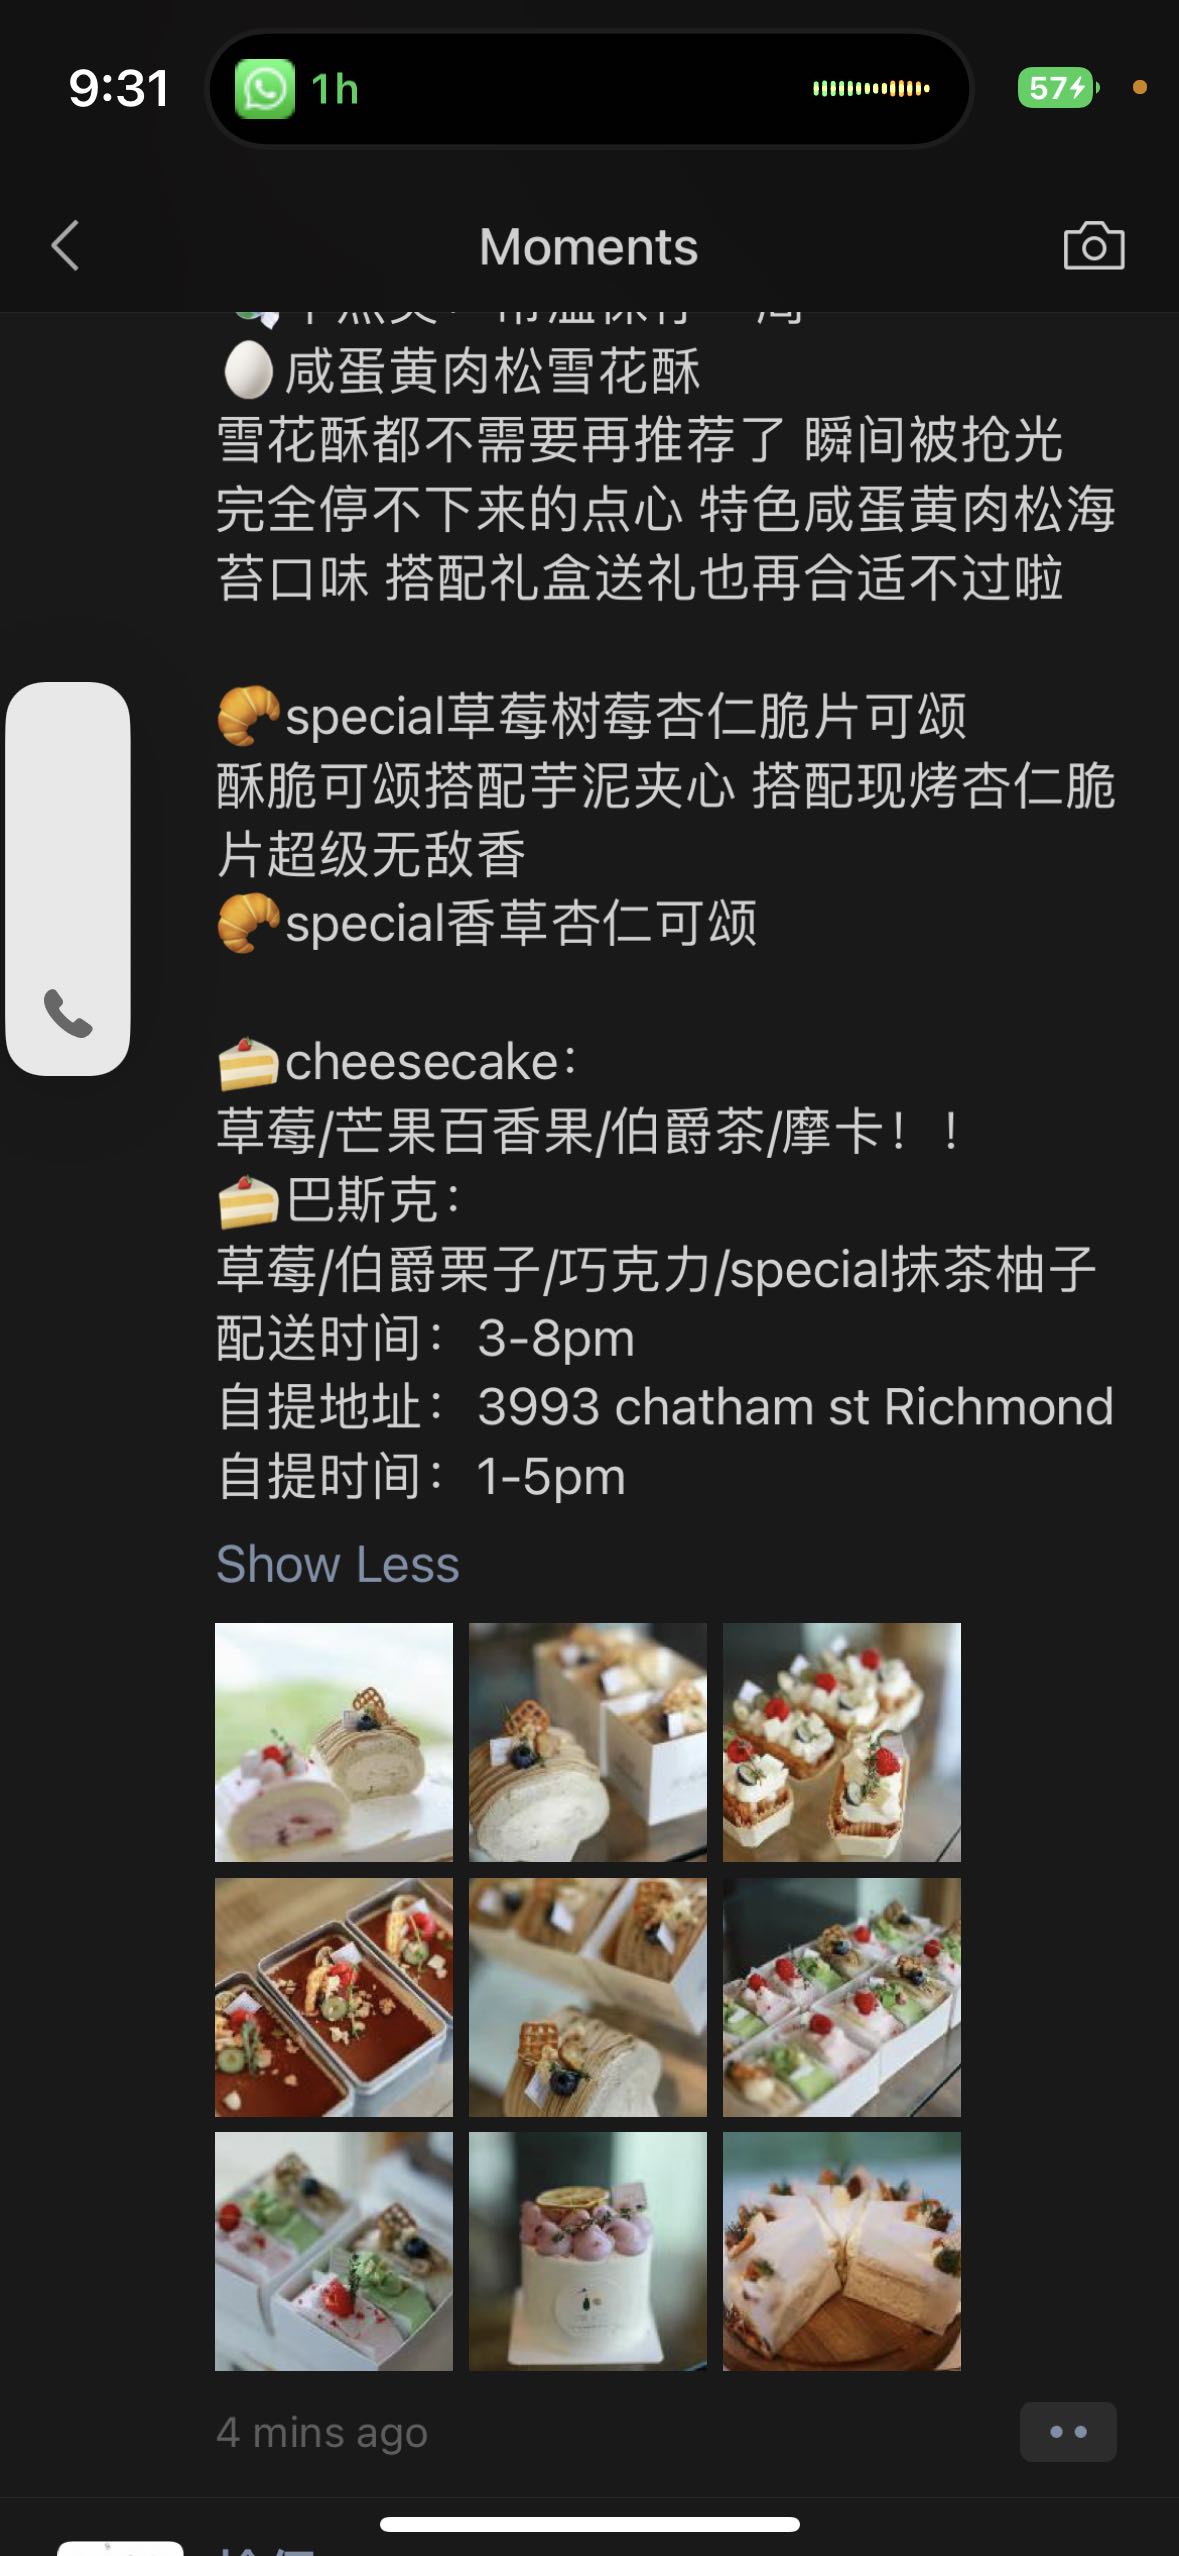 9:31
1h
57
Moments
咸蛋黄肉松雪花酥
雪花酥都不需要再推荐了 瞬间被抢光
完全停不下来的点心 特色咸蛋黄肉松海
苔口味 搭配礼盒送礼也再合适不过啦
special草莓树莓杏仁脆片可颂
酥脆可颂搭配芋泥夹心 搭配现烤杏仁脆
片超级无敌香
special香草杏仁可颂
cheesecake：
草莓/芒果百香果/伯爵茶/摩卡！！
巴斯克：
草莓/伯爵栗子/巧克力/special抹茶柚子
配送时间：3-8pm
自提地址：3993 chatham st Richmond
自提时间：1-5pm
Show Less
4 mins ago